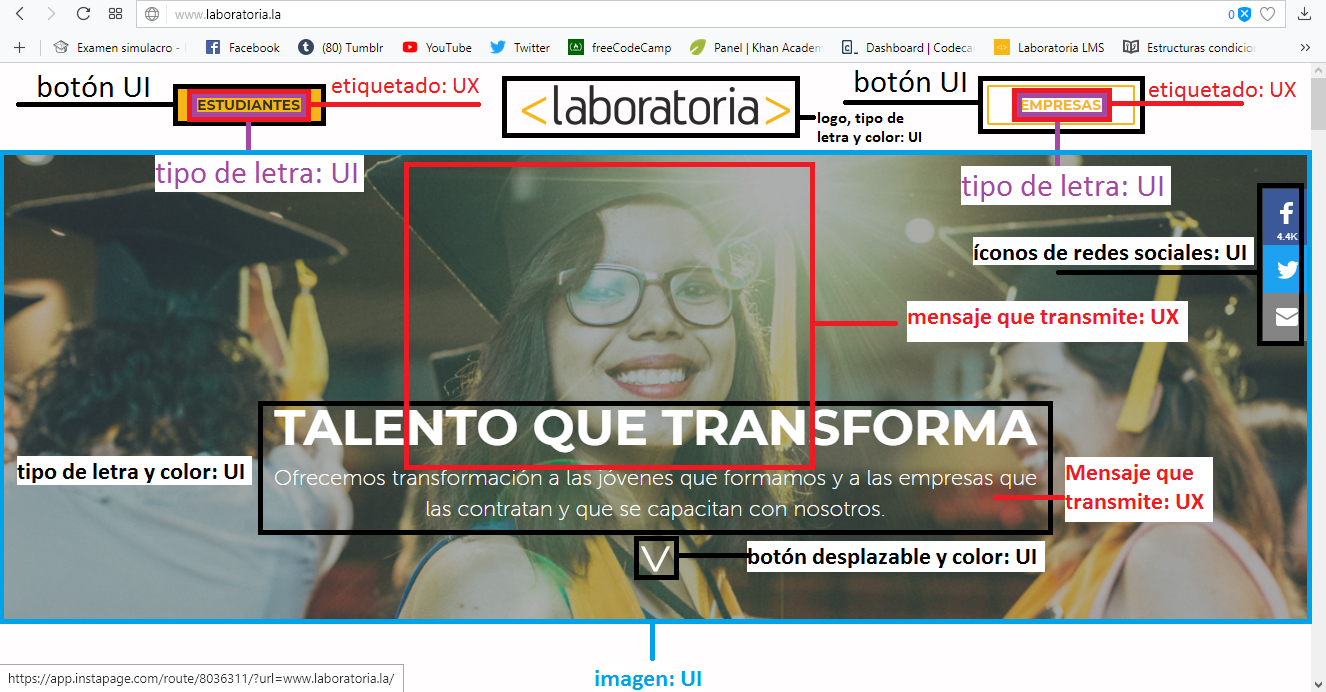 www.laboratoria.la
0
Examen simulacro -
Facebook
(80) Tumblr
YouTube
Twitter
freeCodeCamp
Panel | Khan Academ
Dashboard | Codeca
Laboratoria LMS
Estructuras condicio
botón UI
ESTUDIANTES
etiquetado: UX
<laboratoria>
logo, tipo de
letra y color: UI
botón UI
EMPRESAS
etiquetado: UX
tipo de letra: UI
tipo de letra: UI
4.4K
íconos de redes sociales: UI
mensaje que transmite: UX
TALENTO QUE TRANSFORMA
tipo de letra y color: UI
Ofrecemos transformación a las jóvenes que formamos y a las empresas que
las contratan y que se capacitan con nosotros.
Mensaje que
transmite: UX
botón desplazable y color: UI
imagen: UI
https://app.instapage.com/route/8036311/?url=www.laboratoria.la/